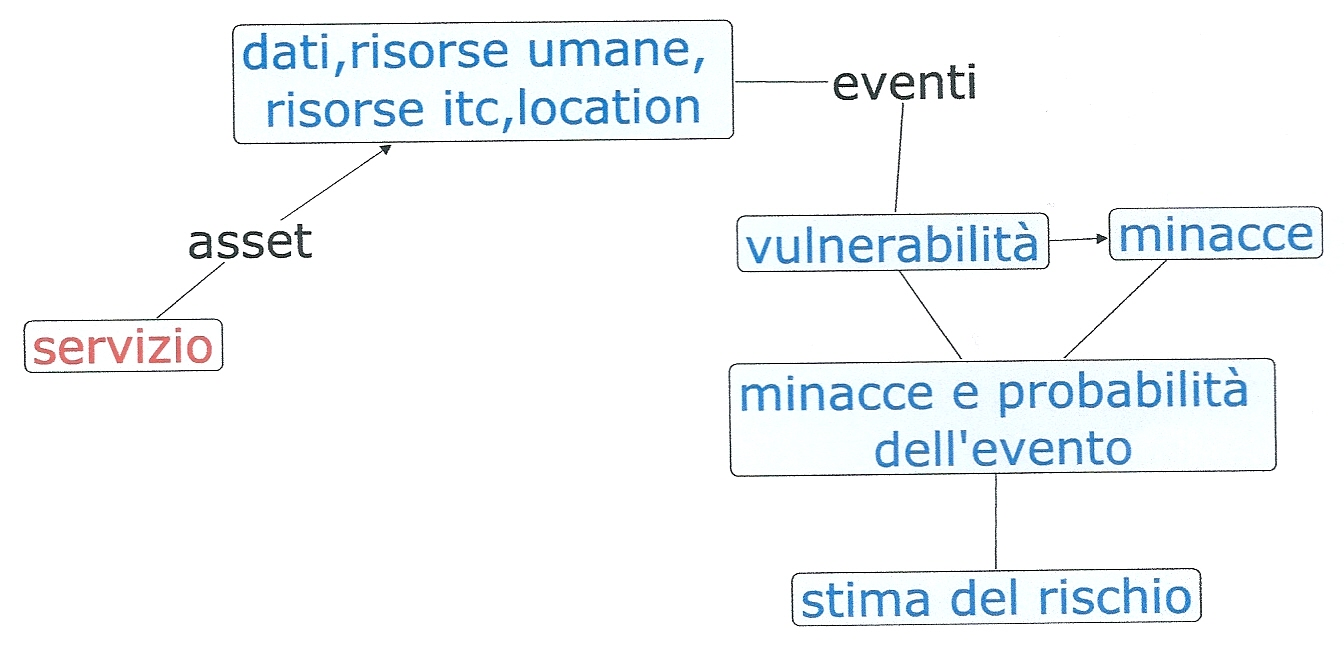 dati,risorse umane,
risorse itc,location
eventi
asset
vulnerabilità
minacce
servizio
minacce e probabilità
dell'evento
stima del rischio